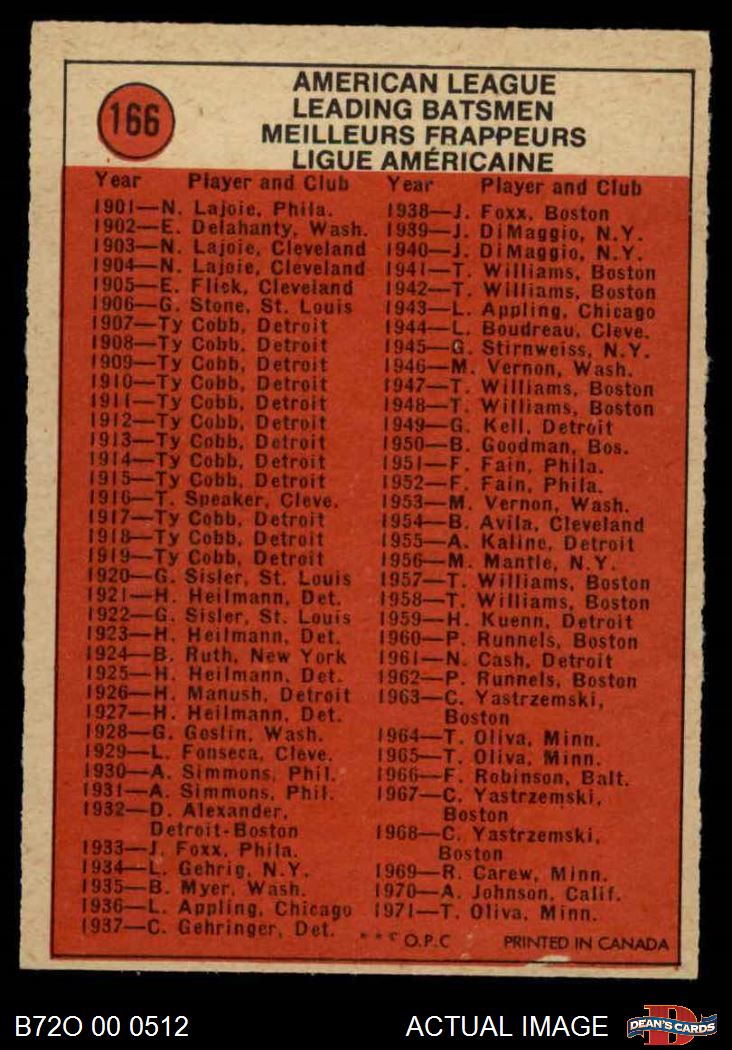 166
AMERICAN LEAGUE
LEADING BATSMEN
MEILLEURS FRAPPEURS
LIGUE AMÉRICAINE
Year Player and Club
1901—N. Lajoie, Phila.
1902—E. Delahanty, Wash.
1903—N. Lajoie, Cleveland
1904—N. Lajoie, Cleveland
1905—E. Flick, Cleveland
1906—G. Stone, St. Louis
1907—Ty Cobb, Detroit
1908—Ty Cobb, Detroit
1909—Ty Cobb, Detroit
1910—Ty Cobb, Detroit
1911—Ty Cobb, Detroit
1912—Ty Cobb, Detroit
1913—Ty Cobb, Detroit
1914—Ty Cobb, Detroit
1915—Ty Cobb, Detroit
1916—T. Speaker, Cleve.
1917—Ty Cobb, Detroit
1918—Ty Cobb, Detroit
1919—Ty Cobb, Detroit
1920—G. Sisler, St. Louis
1921—H. Heilmann, Det.
1922—G. Sisler, St. Louis
1923—H. Heilmann, Det.
1924—B. Ruth, New York
1925—H. Heilmann, Det.
1926—H. Manush, Detroit
1927—H. Heilmann, Det.
1928—G. Goslin, Wash.
1929—L. Fonseca, Cleve.
1930—A. Simmons, Phil.
1931—A. Simmons, Phil.
1932—D. Alexander,
Detroit-Boston
1933—J. Foxx, Phila.
1934—L. Gehrig, N.Y.
1935—B. Myer, Wash.
1936—L. Appling, Chicago
1937—C. Gehringer, Det.
Year Player and Club
1938—J. Foxx, Boston
1939—J. DiMaggio, N.Y.
1940—J. DiMaggio, N.Y.
1941—T. Williams, Boston
1942—T. Williams, Boston
1943—L. Appling, Chicago
1944—L. Boudreau, Cleve.
1945—G. Stirnweiss, N.Y.
1946—M. Vernon, Wash.
1947—T. Williams, Boston
1948—T. Williams, Boston
1949—G. Kell, Detroit
1950—B. Goodman, Bos.
1951—F. Fain, Phila.
1952—F. Fain, Phila.
1953—M. Vernon, Wash.
1954—B. Avila, Cleveland
1955—A. Kaline, Detroit
1956—M. Mantle, N.Y.
1957—T. Williams, Boston
1958—T. Williams, Boston
1959—H. Kuenn, Detroit
1960—P. Runnels, Boston
1961—N. Cash, Detroit
1962—P. Runnels, Boston
1963—C. Yastrzemski,
Boston
1964—T. Oliva, Minn.
1965—T. Oliva, Minn.
1966—F. Robinson, Balt.
1967—C. Yastrzemski,
Boston
1968—C. Yastrzemski,
Boston
1969—R. Carew, Minn.
1970—A. Johnson, Calif.
1971—T. Oliva, Minn.
* * © O.P.C PRINTED IN CANADA
B72O 00 0512 ACTUAL IMAGE DEAN'S CARDS